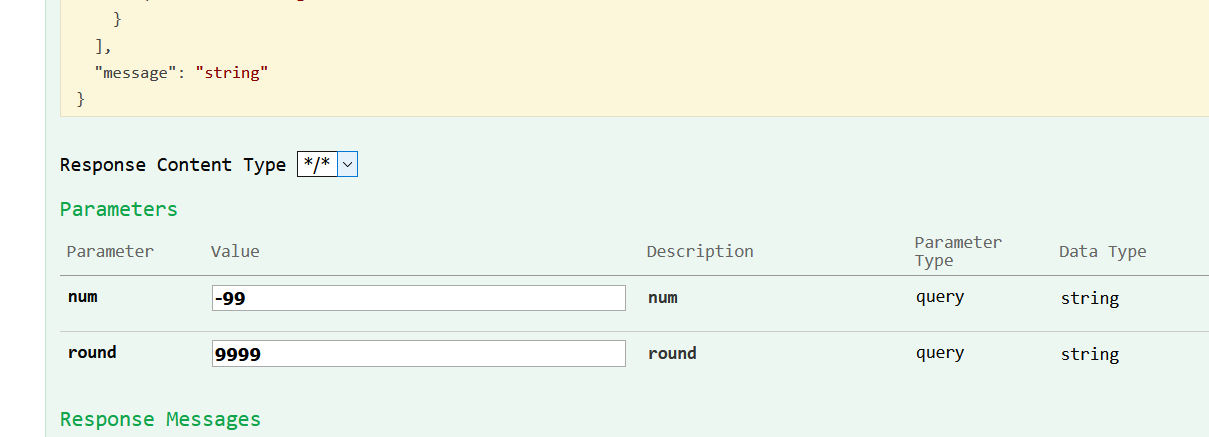 }
],
"message": "string"
}
Response Content Type */*
Parameters
Parameter Value Description Parameter Type Data Type
num -99 num query string
round 9999 round query string
Response Messages